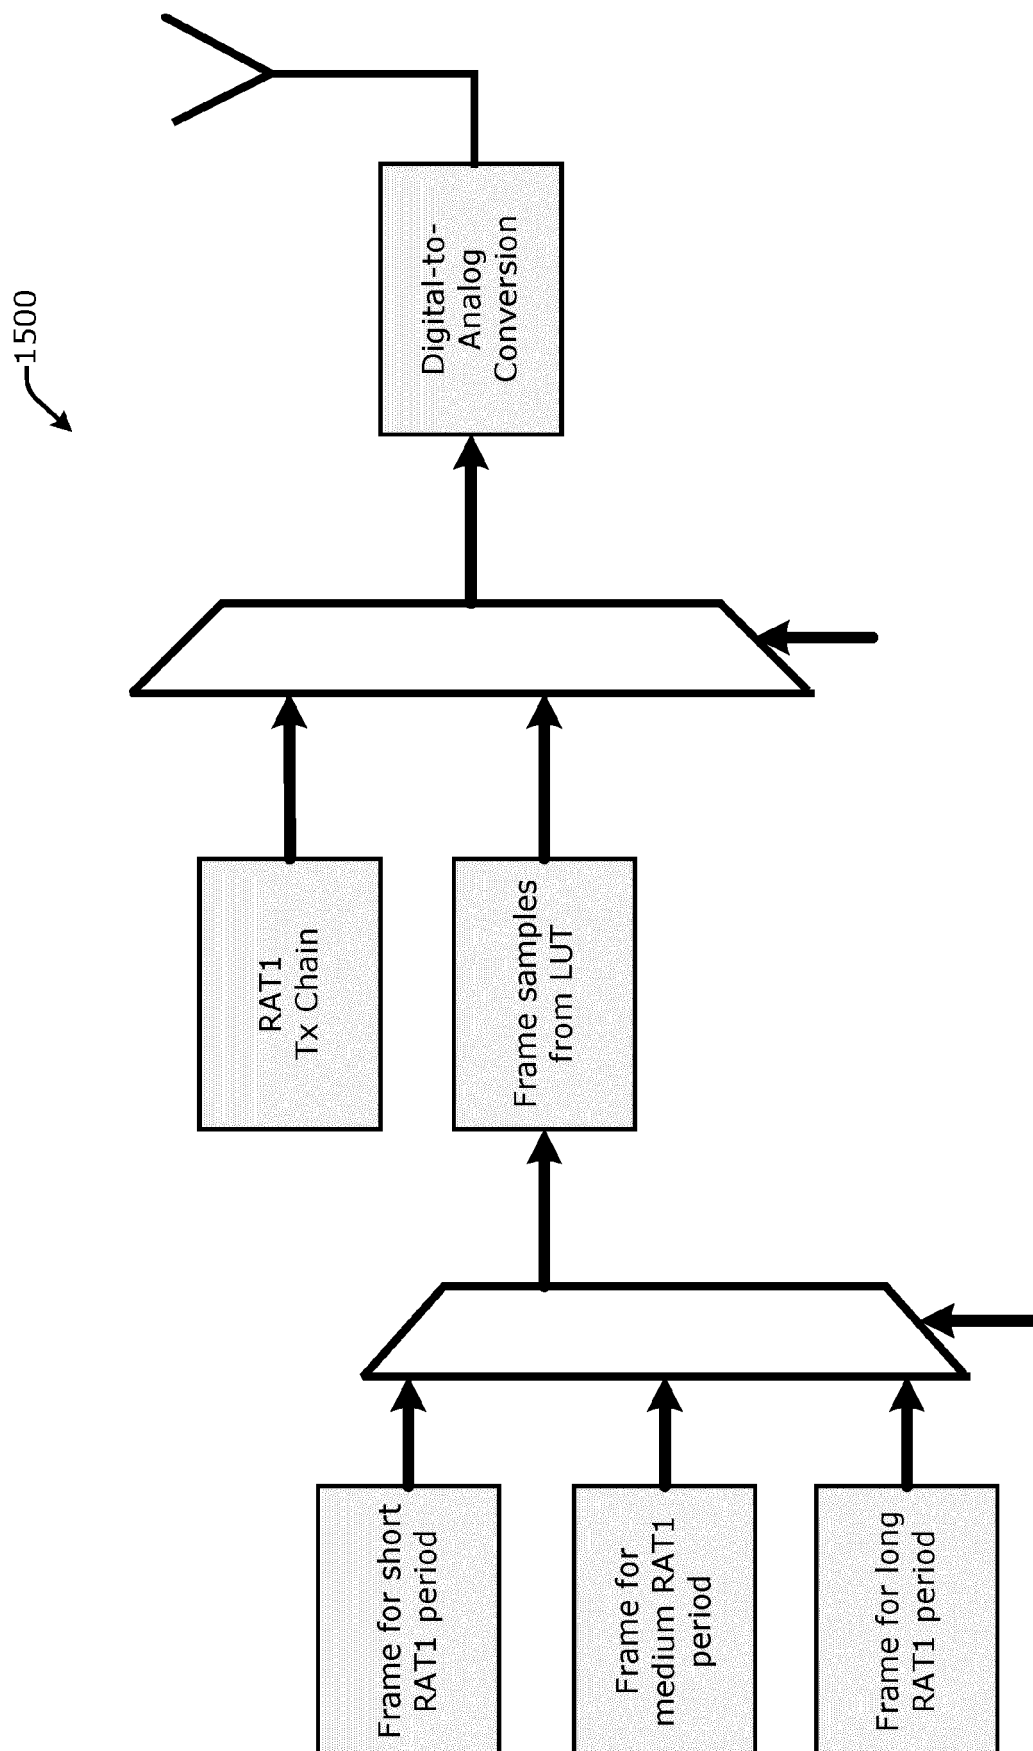 1500
Frame for short
RAT1 period
Frame for
medium RAT1
period
Frame for long
RAT1 period
RAT1
Tx Chain
Frame samples
from LUT
Digital-to-
Analog
Conversion